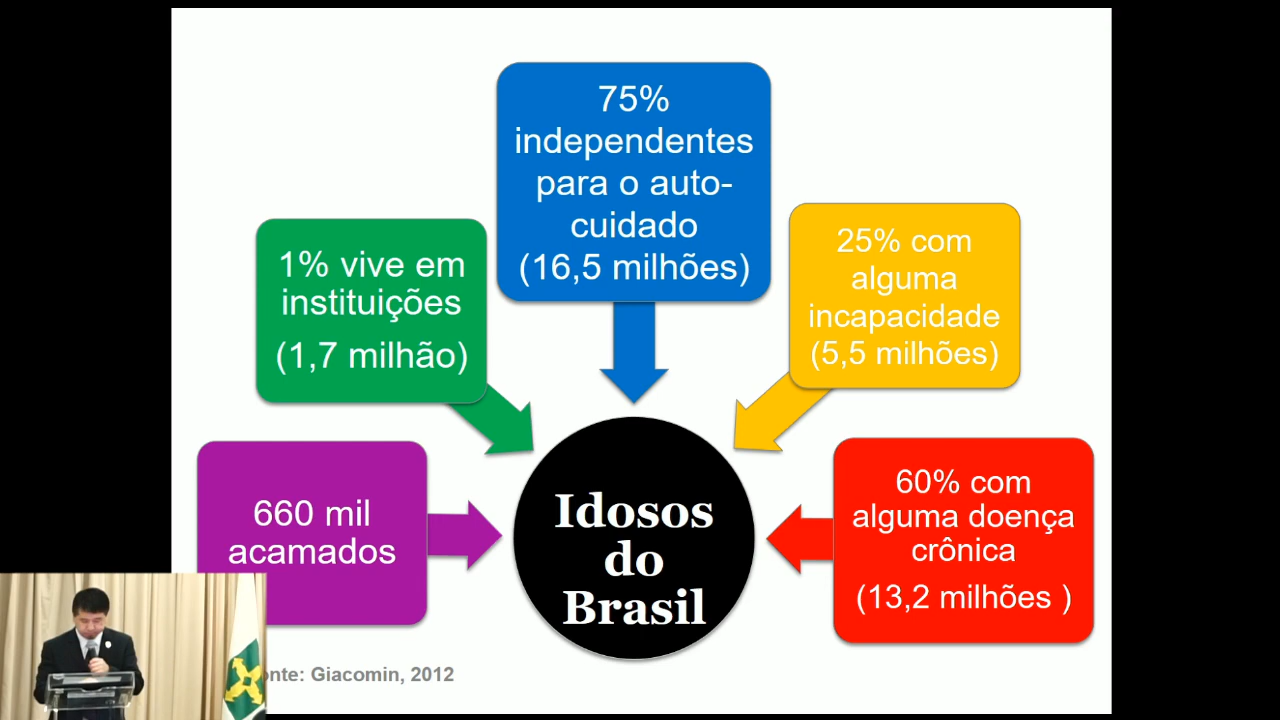 75%
independentes
para o auto-
cuidado
(16,5 milhões)
1% vive em
instituições
(1,7 milhão)
25% com
alguma
incapacidade
(5,5 milhões)
660 mil
acamados
60% com
alguma doença
crônica
(13,2 milhões )
Idosos
do
Brasil
Giacomin, 2012